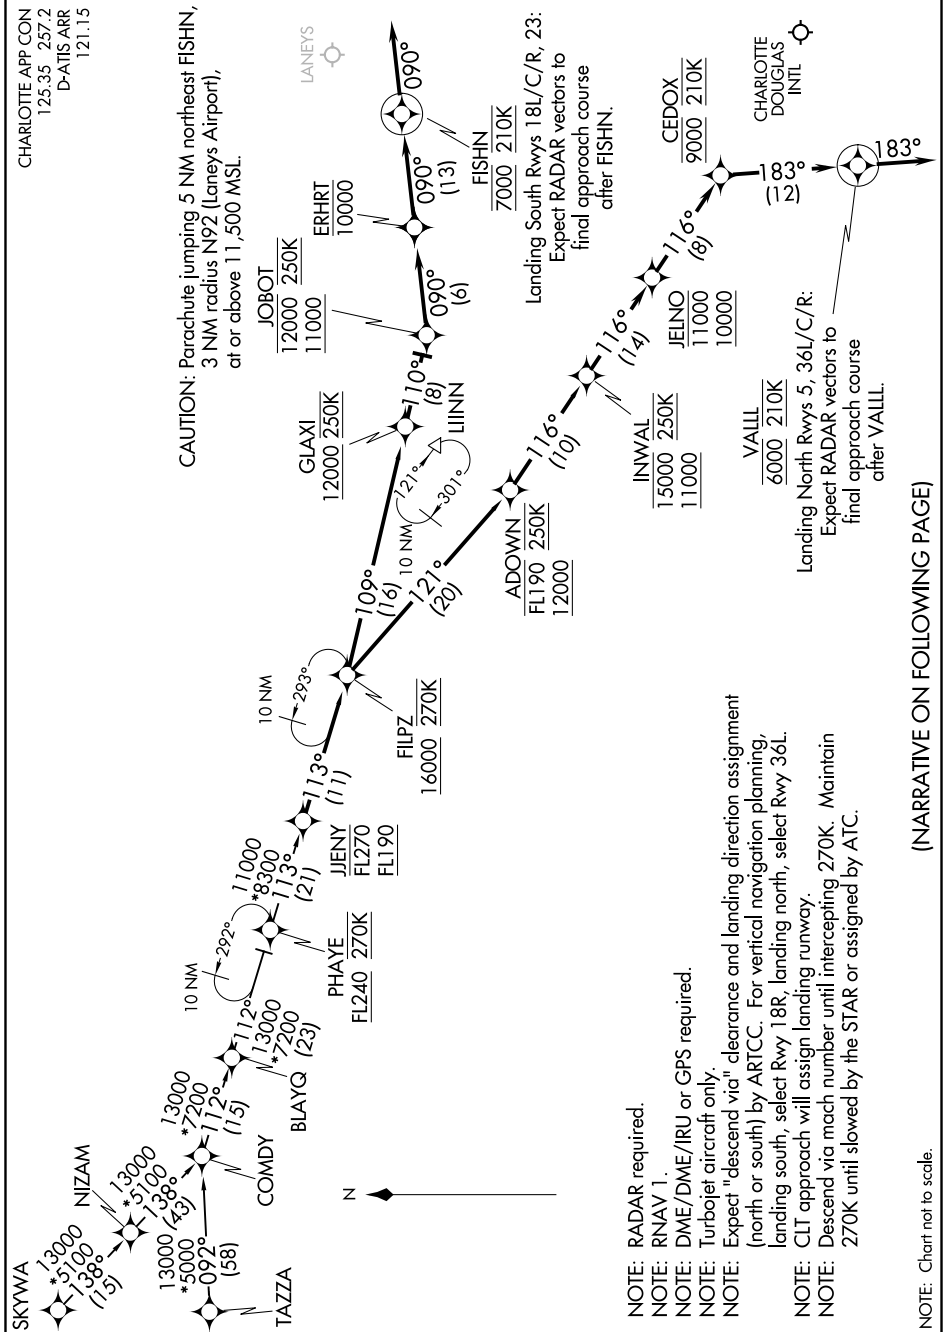 CHARLOTTE APP CON
125.35 257.2
D-ATIS ARR
121.15
CAUTION: Parachute jumping 5 NM northeast FISHN,
3 NM radius N92 (Laneys Airport),
at or above 11,500 MSL.
LANEYS
SKYWA
13000
*5100
138°
(15)
NIZAM
13000
*5100
138°
(43)
TAZZA
13000
*5000
092°
(58)
COMDY
13000
*7200
112°
(15)
BLAYQ
112°
13000
*7200
(23)
10 NM
292°
PHAYE
FL240 270K
11000
*8300
113°
(21)
JJENY
FL270
FL190
113°
(11)
10 NM
293°
FILPZ
16000 270K
109°
(16)
GLAXI
12000 250K
110°
(8)
JOBOT
12000 250K
11000
090°
(6)
ERHRT
10000
090°
(13)
FISHN
7000 210K
090°
Landing South Rwys 18L/C/R, 23:
Expect RADAR vectors to
final approach course
after FISHN.
LIINN
121°
301°
10 NM
121°
(20)
ADOWN
FL190 250K
12000
116°
(10)
INWAL
15000 250K
11000
116°
(14)
JELNO
11000
10000
116°
(8)
CEDOX
9000 210K
183°
(12)
CHARLOTTE
DOUGLAS
INTL
183°
VALLL
6000 210K
Landing North Rwys 5, 36L/C/R:
Expect RADAR vectors to
final approach course
after VALLL.
N
NOTE: RADAR required.
NOTE: RNAV 1.
NOTE: DME/DME/IRU or GPS required.
NOTE: Turbojet aircraft only.
NOTE: Expect "descend via" clearance and landing direction assignment
(north or south) by ARTCC. For vertical navigation planning,
landing south, select Rwy 18R, landing north, select Rwy 36L.
NOTE: CLT approach will assign landing runway.
NOTE: Descend via mach number until intercepting 270K. Maintain
270K until slowed by the STAR or assigned by ATC.
(NARRATIVE ON FOLLOWING PAGE)
NOTE: Chart not to scale.